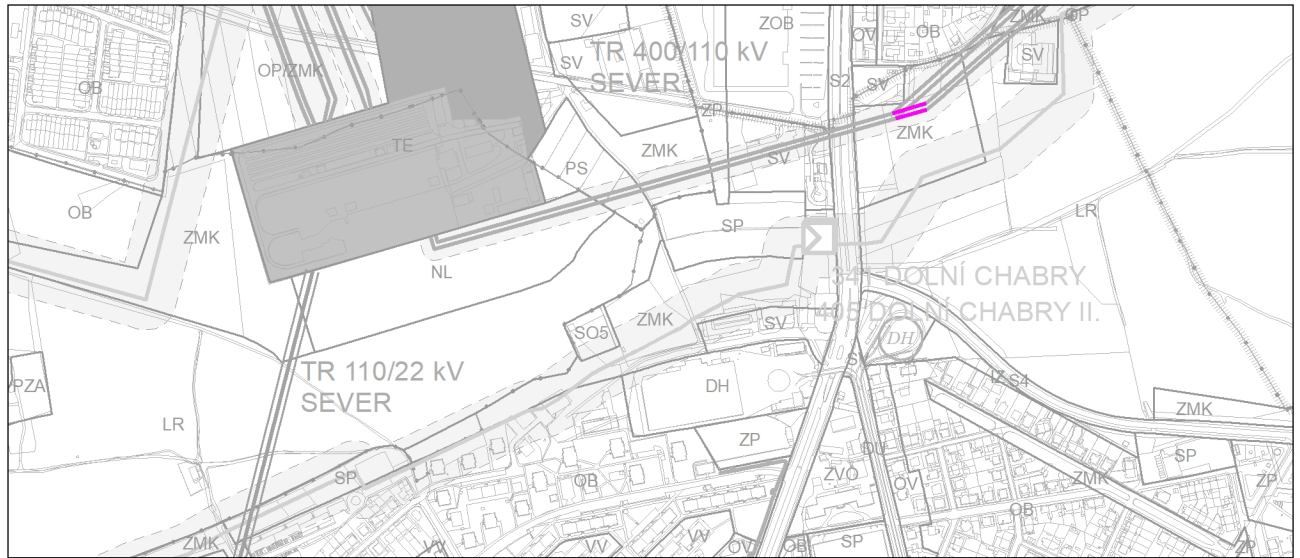 SV
ZOB
OV
OB
ZMK
OP
TR 400/110 kV
SEVER
SV
SV
OP/ZMK
OB
S2
SV
ZP
TE
ZMK
ZMK
SV
PS
OB
ZMK
LR
SP
NL
347 DOLNÍ CHABRY
405 DOLNÍ CHABRY II.
ZMK
SV
SO5
DH
S
TR 110/22 kV
SEVER
PZA
DH
IZ
S4
ZMK
LR
ZP
DU
SP
SP
ZVO
OV
ZMK
ZP
OB
OB
ZMK
VV
VV
VV
OV
OB
SP
ZP